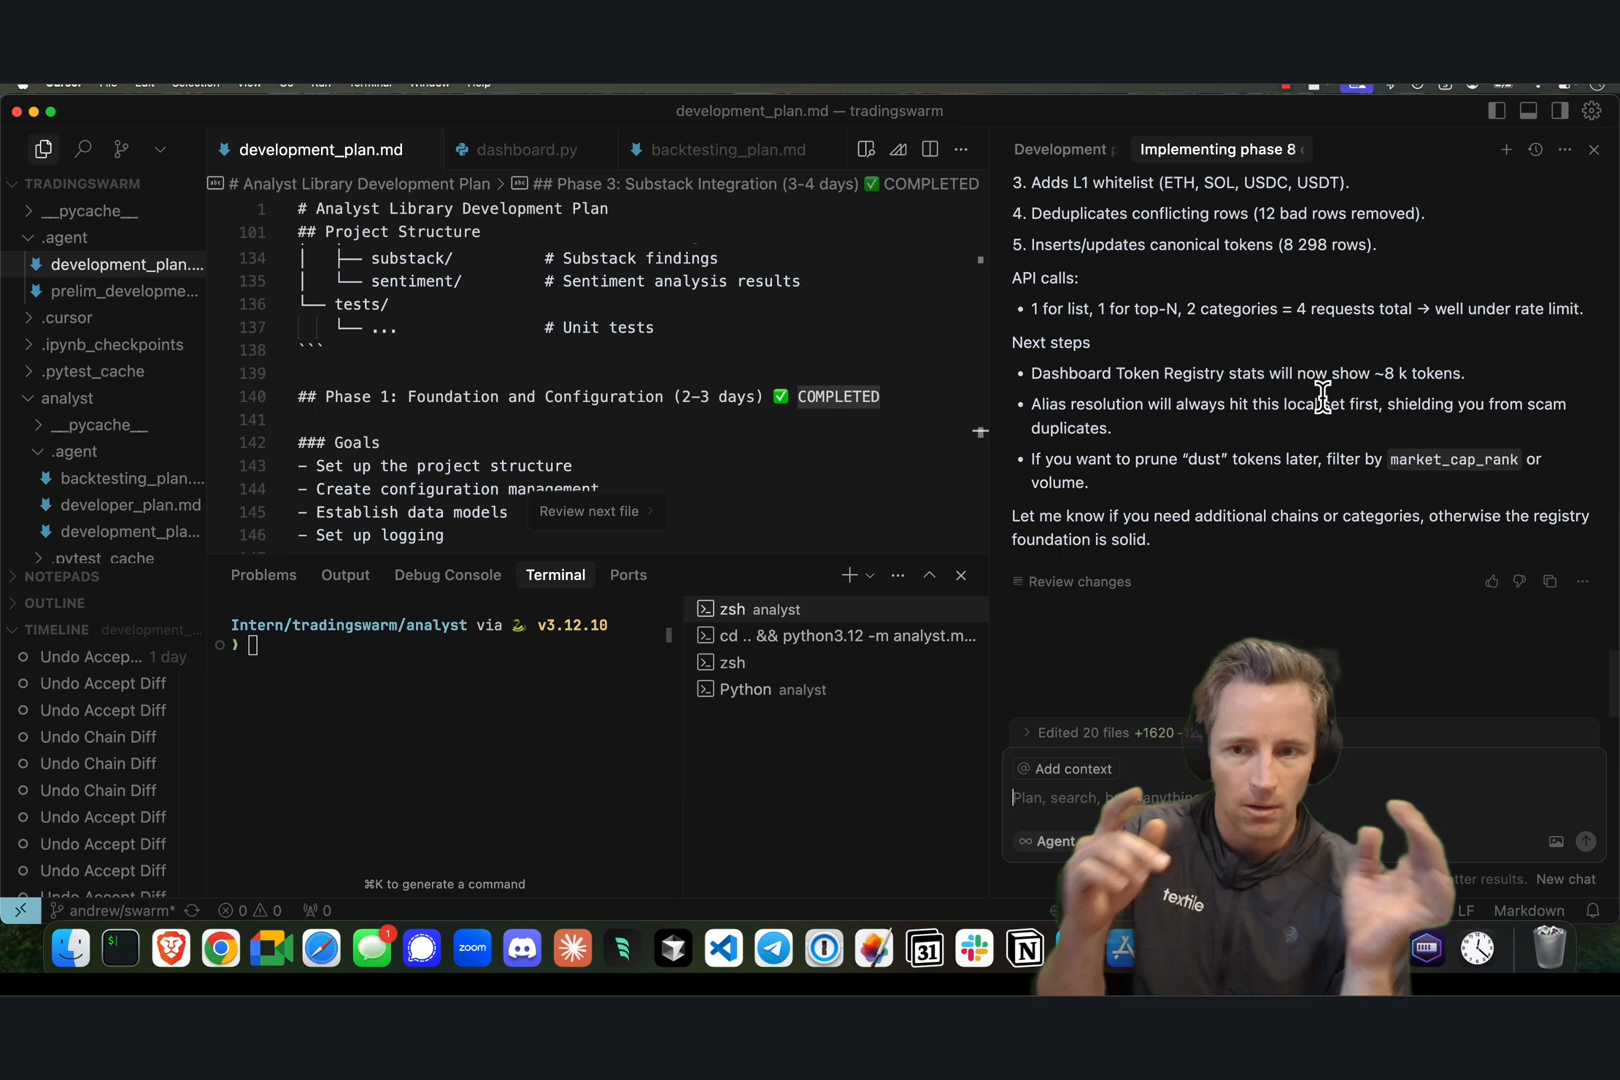 development_plan.md — tradingswarm
development_plan.md
dashboard.py
backtesting_plan.md
# Analyst Library Development Plan > ## Phase 3: Substack Integration (3-4 days) ✅ COMPLETED
TRADINGSWARM
__pycache__
.agent
development_plan....
prelim_developme...
.cursor
.ipynb_checkpoints
.pytest_cache
analyst
__pycache__
.agent
backtesting_plan....
developer_plan.md
development_pla...
.pytest_cache
NOTEPADS
OUTLINE
TIMELINE development_...
Undo Accep... 1 day
Undo Accept Diff
Undo Accept Diff
Undo Chain Diff
Undo Chain Diff
Undo Chain Diff
Undo Accept Diff
Undo Accept Diff
Undo Accept Diff
Undo Accept Diff
1 # Analyst Library Development Plan
101 ## Project Structure
134 │ ├── substack/ # Substack findings
135 │ └── sentiment/ # Sentiment analysis results
136 └── tests/
137 └── ... # Unit tests
138 ```
139
140 ## Phase 1: Foundation and Configuration (2-3 days) ✅ COMPLETED
141
142 ### Goals
143 - Set up the project structure
144 - Create configuration management
145 - Establish data models
146 - Set up logging
Review next file >
Problems
Output
Debug Console
Terminal
Ports
Intern/tradingswarm/analyst via 🐍 v3.12.10
❯
⌘K to generate a command
zsh analyst
cd .. && python3.12 -m analyst.m...
zsh
Python analyst
Development p
Implementing phase 8
3. Adds L1 whitelist (ETH, SOL, USDC, USDT).
4. Deduplicates conflicting rows (12 bad rows removed).
5. Inserts/updates canonical tokens (8 298 rows).
API calls:
• 1 for list, 1 for top-N, 2 categories = 4 requests total → well under rate limit.
Next steps
• Dashboard Token Registry stats will now show ~8 k tokens.
• Alias resolution will always hit this local set first, shielding you from scam
duplicates.
• If you want to prune “dust” tokens later, filter by market_cap_rank or
volume.
Let me know if you need additional chains or categories, otherwise the registry
foundation is solid.
Review changes
> Edited 20 files +1620
@ Add context
Plan, search, b
anything
∞ Agent
results. New chat
textile
andrew/swarm*
0
0
0
LF
Markdown
1
zoom
31